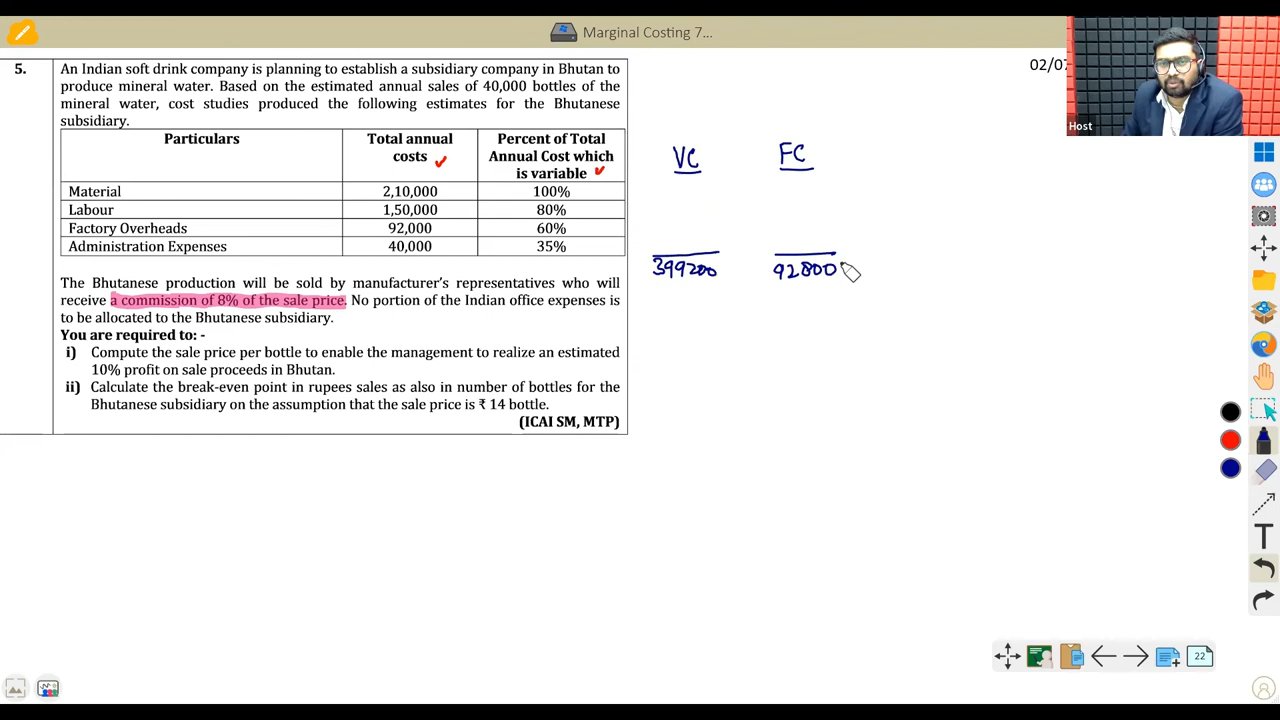 Marginal Costing 7...
02/07
Host
5.
An Indian soft drink company is planning to establish a subsidiary company in Bhutan to
produce mineral water. Based on the estimated annual sales of 40,000 bottles of the
mineral water, cost studies produced the following estimates for the Bhutanese
subsidiary.
Particulars Total annual costs Percent of Total Annual Cost which is variable
Material 2,10,000 100%
Labour 1,50,000 80%
Factory Overheads 92,000 60%
Administration Expenses 40,000 35%
VC FC
399200 92800
The Bhutanese production will be sold by manufacturer's representatives who will
receive a commission of 8% of the sale price. No portion of the Indian office expenses is
to be allocated to the Bhutanese subsidiary.
You are required to: -
i) Compute the sale price per bottle to enable the management to realize an estimated
10% profit on sale proceeds in Bhutan.
ii) Calculate the break-even point in rupees sales as also in number of bottles for the
Bhutanese subsidiary on the assumption that the sale price is ₹ 14 bottle.
(ICAI SM, MTP)
T
22